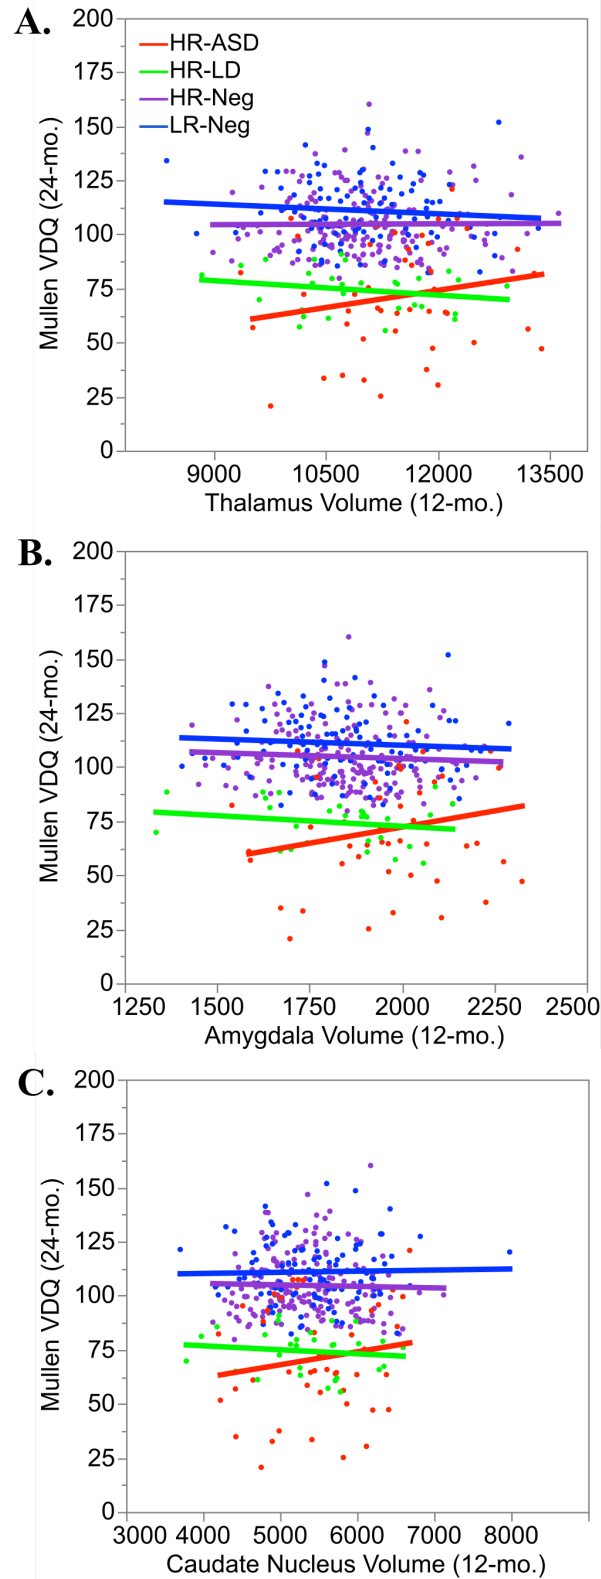 A.
200
175
150
125
100
75
50
25
0
Mullen VDQ (24-mo.)
HR-ASD
HR-LD
HR-Neg
LR-Neg
9000 10500 12000 13500
Thalamus Volume (12-mo.)
B.
200
175
150
125
100
75
50
25
0
Mullen VDQ (24-mo.)
1250 1500 1750 2000 2250 2500
Amygdala Volume (12-mo.)
C.
200
175
150
125
100
75
50
25
0
Mullen VDQ (24-mo.)
3000 4000 5000 6000 7000 8000
Caudate Nucleus Volume (12-mo.)